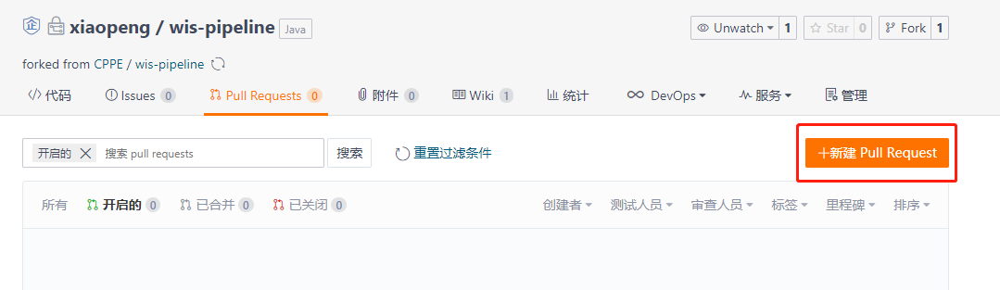 企 xiaopeng / wis-pipeline Java Unwatch 1 Star 0 Fork 1
forked from CPPE / wis-pipeline
代码 Issues 0 Pull Requests 0 附件 0 Wiki 1 统计 DevOps 服务 管理
开启的 搜索 pull requests 搜索 重置过滤条件 +新建 Pull Request
所有 开启的 0 已合并 0 已关闭 0 创建者 测试人员 审查人员 标签 里程碑 排序